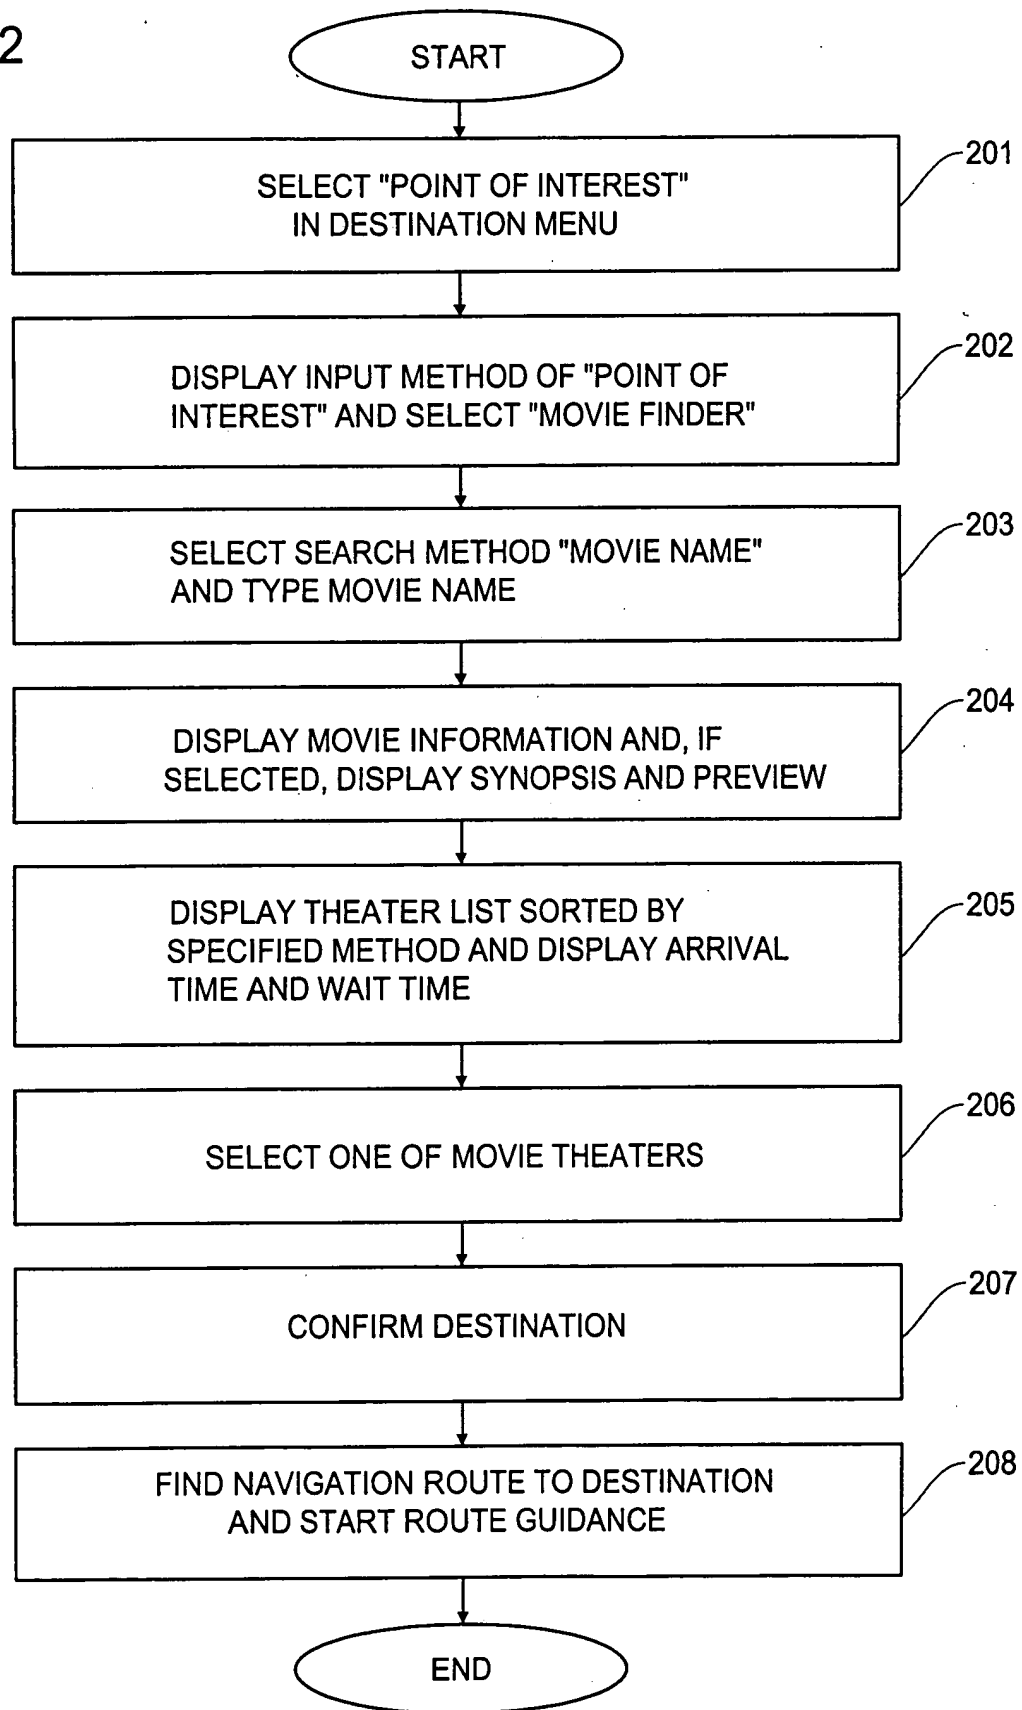 2
START
201
SELECT "POINT OF INTEREST"
IN DESTINATION MENU
202
DISPLAY INPUT METHOD OF "POINT OF
INTEREST" AND SELECT "MOVIE FINDER"
203
SELECT SEARCH METHOD "MOVIE NAME"
AND TYPE MOVIE NAME
204
DISPLAY MOVIE INFORMATION AND, IF
SELECTED, DISPLAY SYNOPSIS AND PREVIEW
205
DISPLAY THEATER LIST SORTED BY
SPECIFIED METHOD AND DISPLAY ARRIVAL
TIME AND WAIT TIME
206
SELECT ONE OF MOVIE THEATERS
207
CONFIRM DESTINATION
208
FIND NAVIGATION ROUTE TO DESTINATION
AND START ROUTE GUIDANCE
END